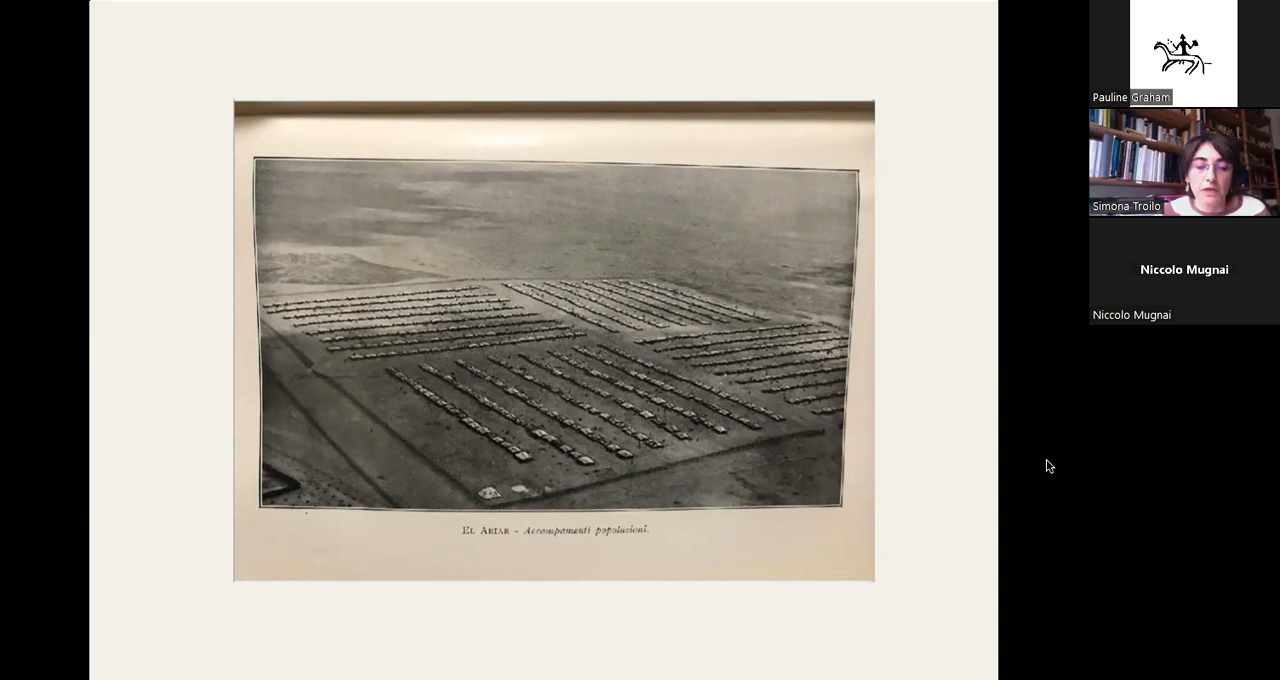 Pauline Graham
Simona Troilo
Niccolo Mugnai
Niccolo Mugnai
EL ABIAR - Accampamenti popolazioni.